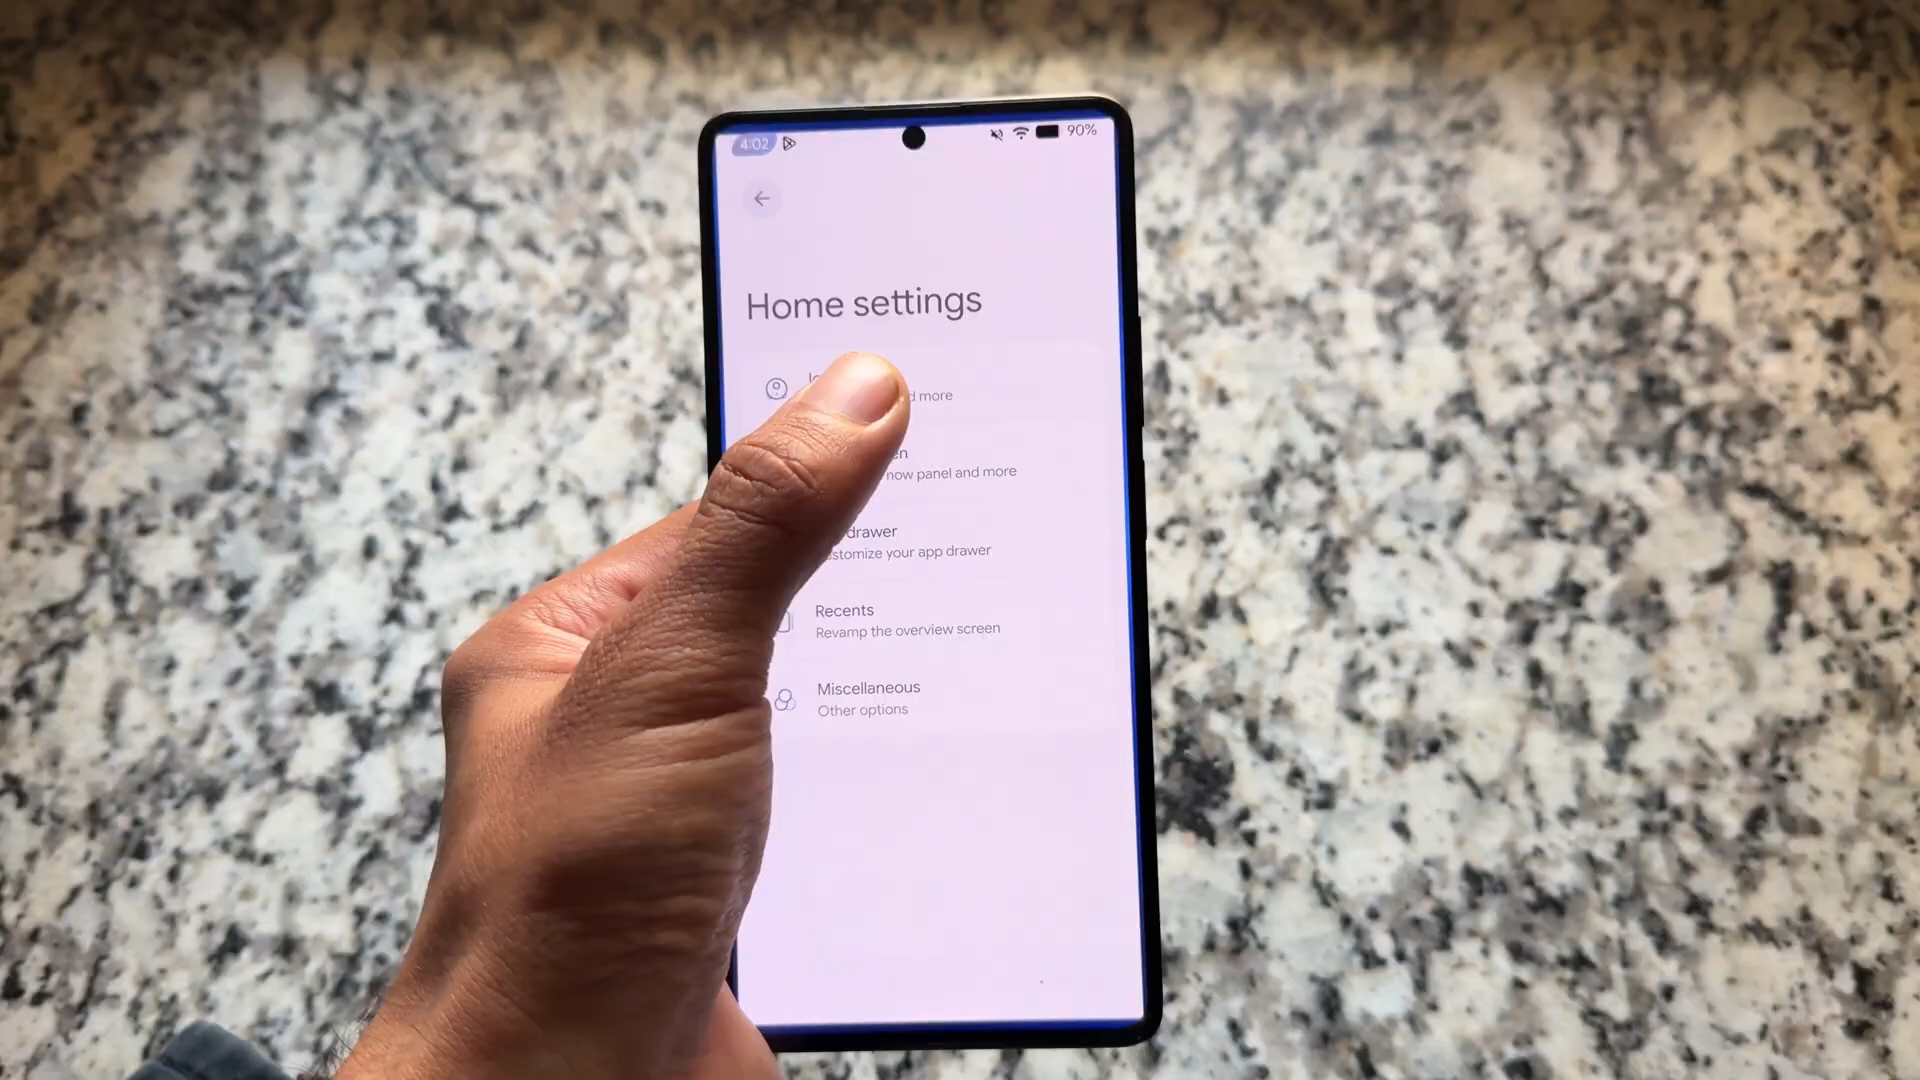 4:02 90%
Home settings
more
now panel and more
drawer
your app drawer
Recents
Revamp the overview screen
Miscellaneous
Other options